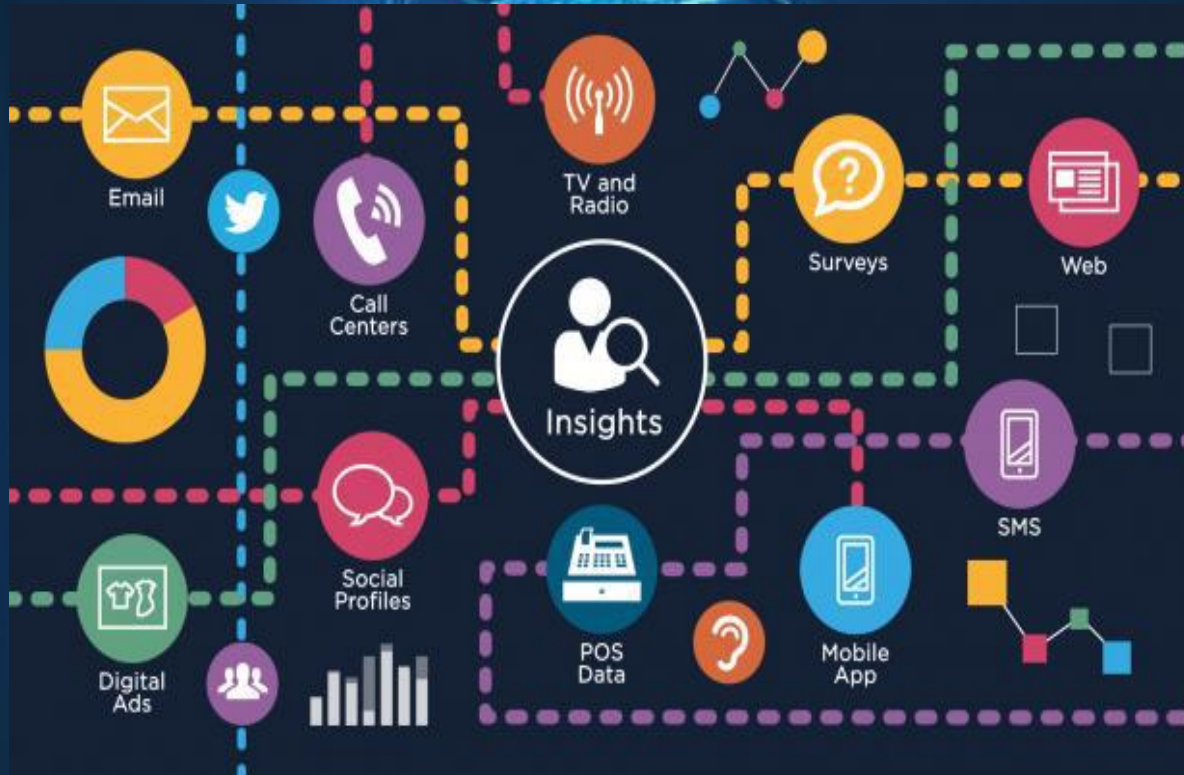 Email
TV and
Radio
Call
Centers
Surveys
Web
?
Insights
SMS
Social
Profiles
POS
Data
Mobile
App
Digital
Ads